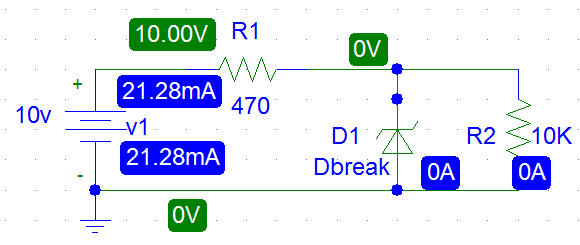 10.00V
R1
0V
+
21.28mA
10v
470
v1
D1
R2
10K
21.28mA
Dbreak
0A
0A
-
0V